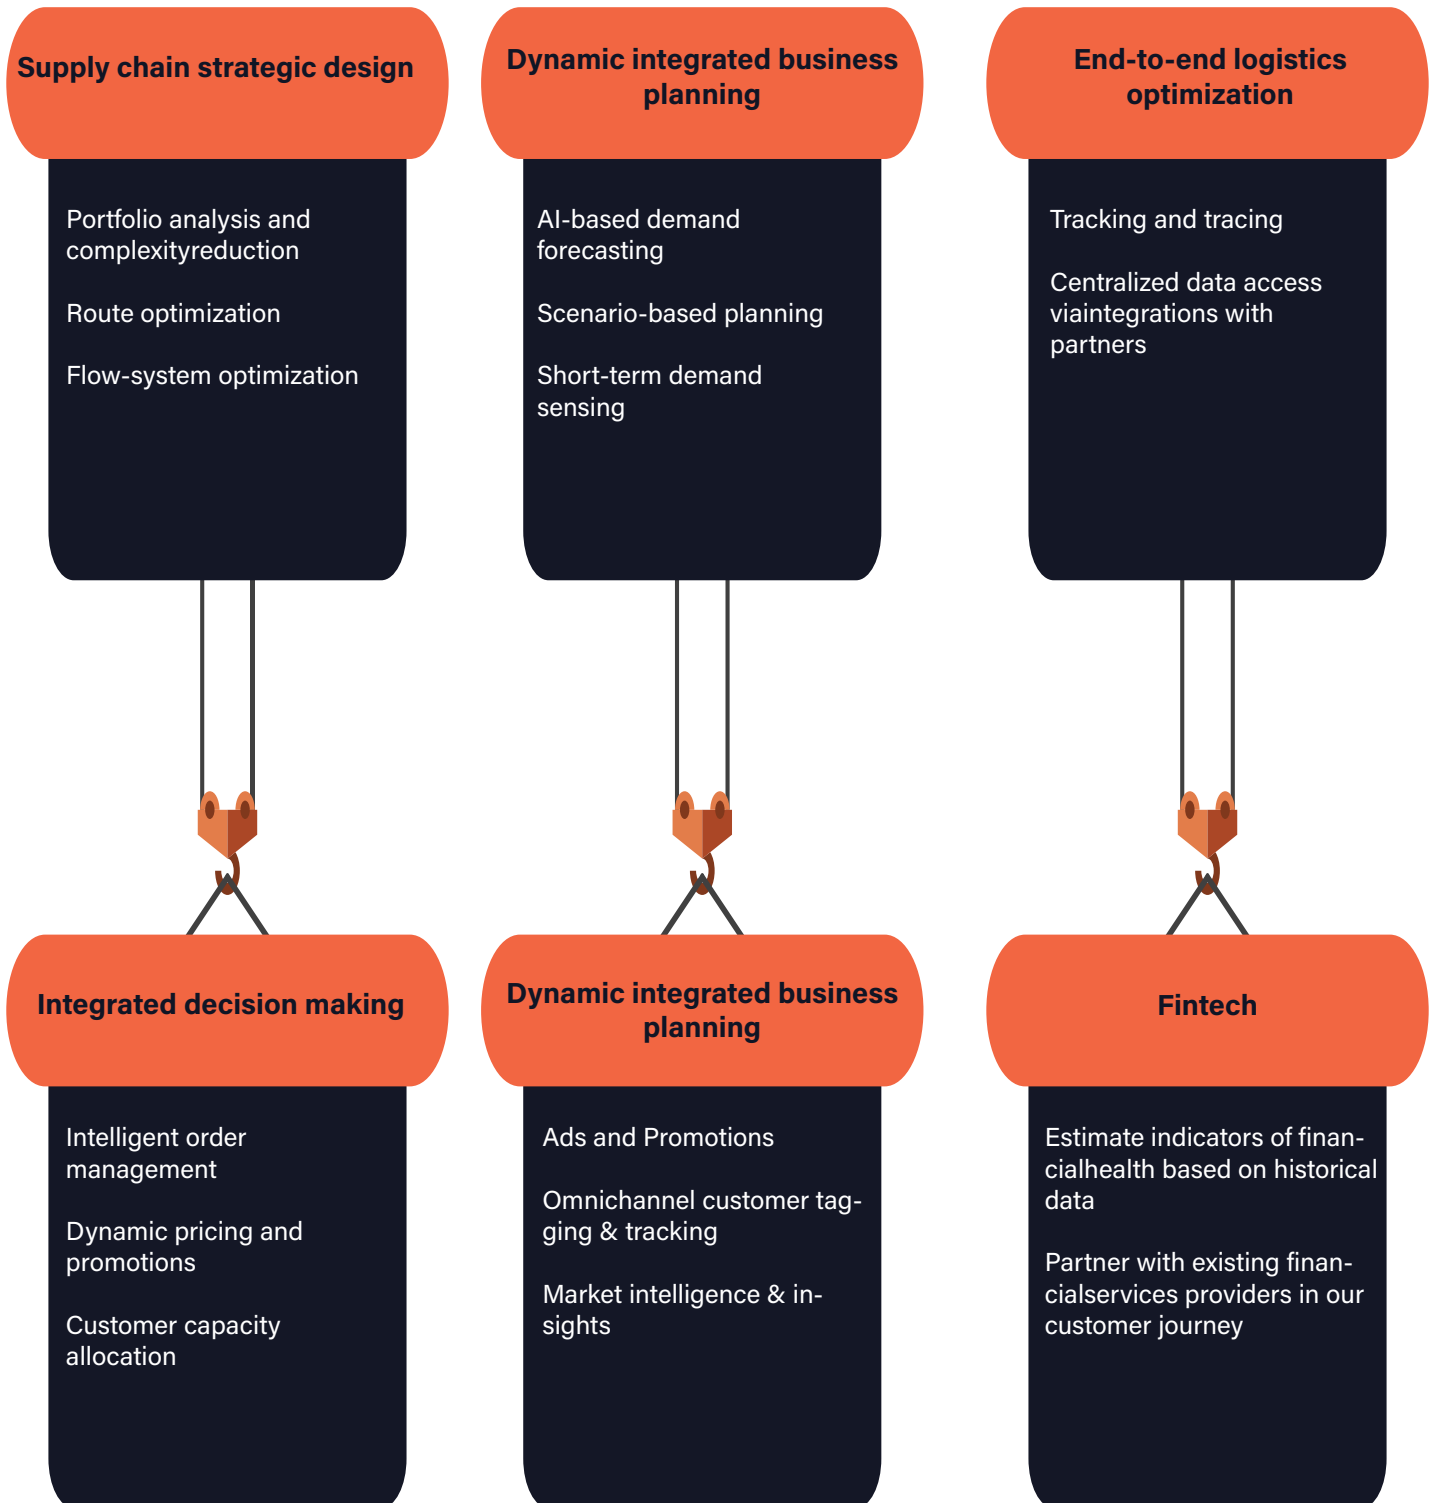 Supply chain strategic design
Portfolio analysis and
complexityreduction
Route optimization
Flow-system optimization
Dynamic integrated business
planning
AI-based demand
forecasting
Scenario-based planning
Short-term demand
sensing
End-to-end logistics
optimization
Tracking and tracing
Centralized data access
viaintegrations with
partners
Integrated decision making
Intelligent order
management
Dynamic pricing and
promotions
Customer capacity
allocation
Dynamic integrated business
planning
Ads and Promotions
Omnichannel customer tag-
ging & tracking
Market intelligence & in-
sights
Fintech
Estimate indicators of finan-
cialhealth based on historical
data
Partner with existing finan-
cialservices providers in our
customer journey